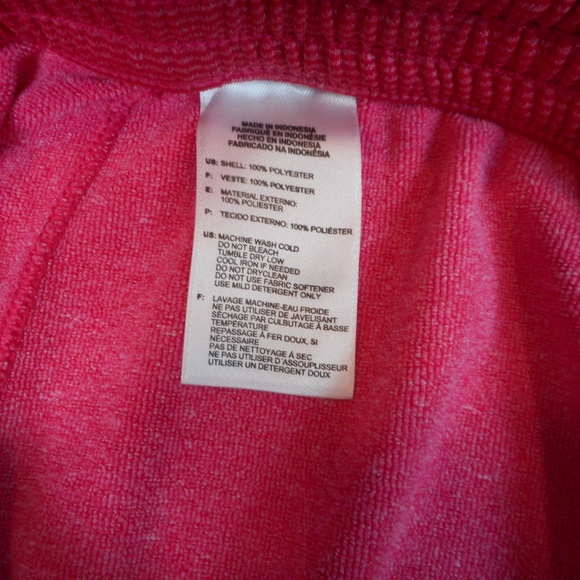 MADE IN INDONESIA
FABRIQUÉ EN INDONÉSIE
HECHO EN INDONESIA
FABRICADO NA INDONÉSIA
US: SHELL: 100% POLYESTER
F: VESTE: 100% POLYESTER
E: MATERIAL EXTERNO:
100% POLIESTER
P: TECIDO EXTERNO: 100% POLIÉSTER
US: MACHINE WASH COLD
DO NOT BLEACH
TUMBLE DRY LOW
COOL IRON IF NEEDED
DO NOT DRYCLEAN
DO NOT USE FABRIC SOFTENER
USE MILD DETERGENT ONLY
F: LAVAGE MACHINE-EAU FROIDE
NE PAS UTILISER DE JAVELISANT
SÉCHAGE PAR CULBUTAGE À BASSE
TEMPÉRATURE
REPASSAGE À FER DOUX, SI
NÉCESSAIRE
PAS DE NETTOYAGE À SEC
NE PAS UTILISER D'ASSOUPLISSEUR
UTILISER UN DETERGENT DOUX